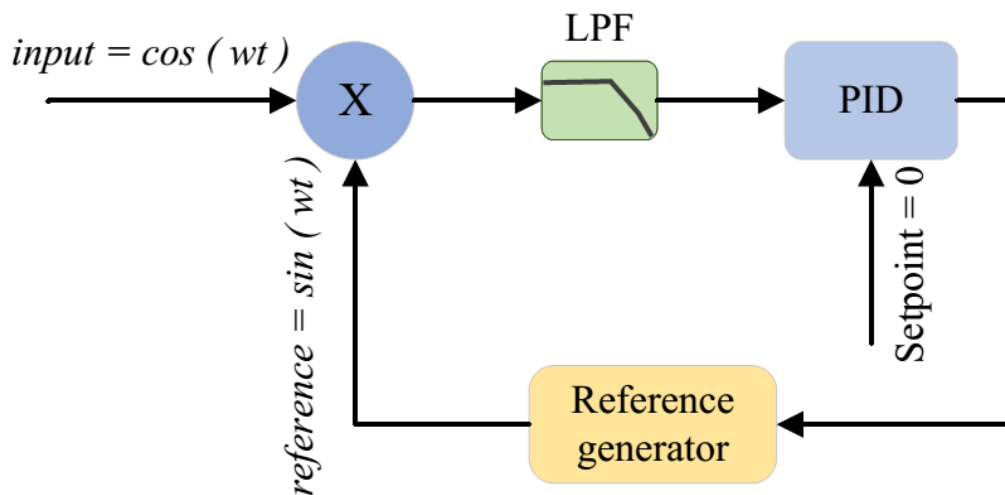 LPF
input = cos ( wt )
X
PID
reference = sin ( wt )
Setpoint = 0
Reference
generator